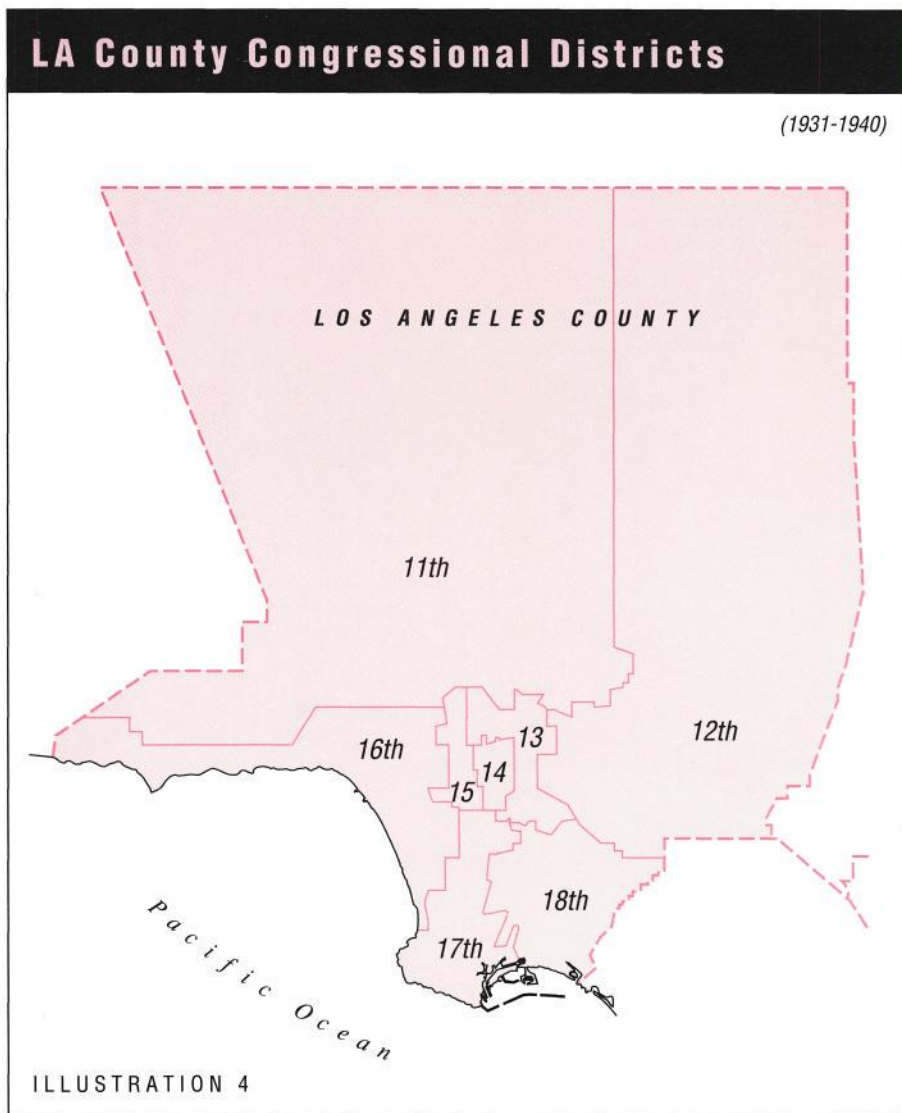 LA County Congressional Districts
(1931-1940)
LOS ANGELES COUNTY
11th
12th
13
16th
14
15
18th
17th
Pacific Ocean
ILLUSTRATION 4